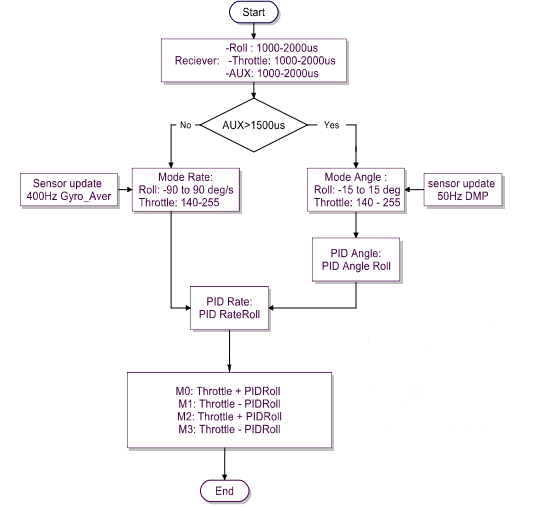 Start
-Roll : 1000-2000us
Reciever: -Throttle: 1000-2000us
-AUX: 1000-2000us
AUX>1500us
No
Yes
Sensor update
400Hz Gyro_Aver
Mode Rate:
Roll: -90 to 90 deg/s
Throttle: 140-255
Mode Angle :
Roll: -15 to 15 deg
Throttle: 140 - 255
sensor update
50Hz DMP
PID Angle:
PID Angle Roll
PID Rate:
PID RateRoll
M0: Throttle + PIDRoll
M1: Throttle - PIDRoll
M2: Throttle + PIDRoll
M3: Throttle - PIDRoll
End